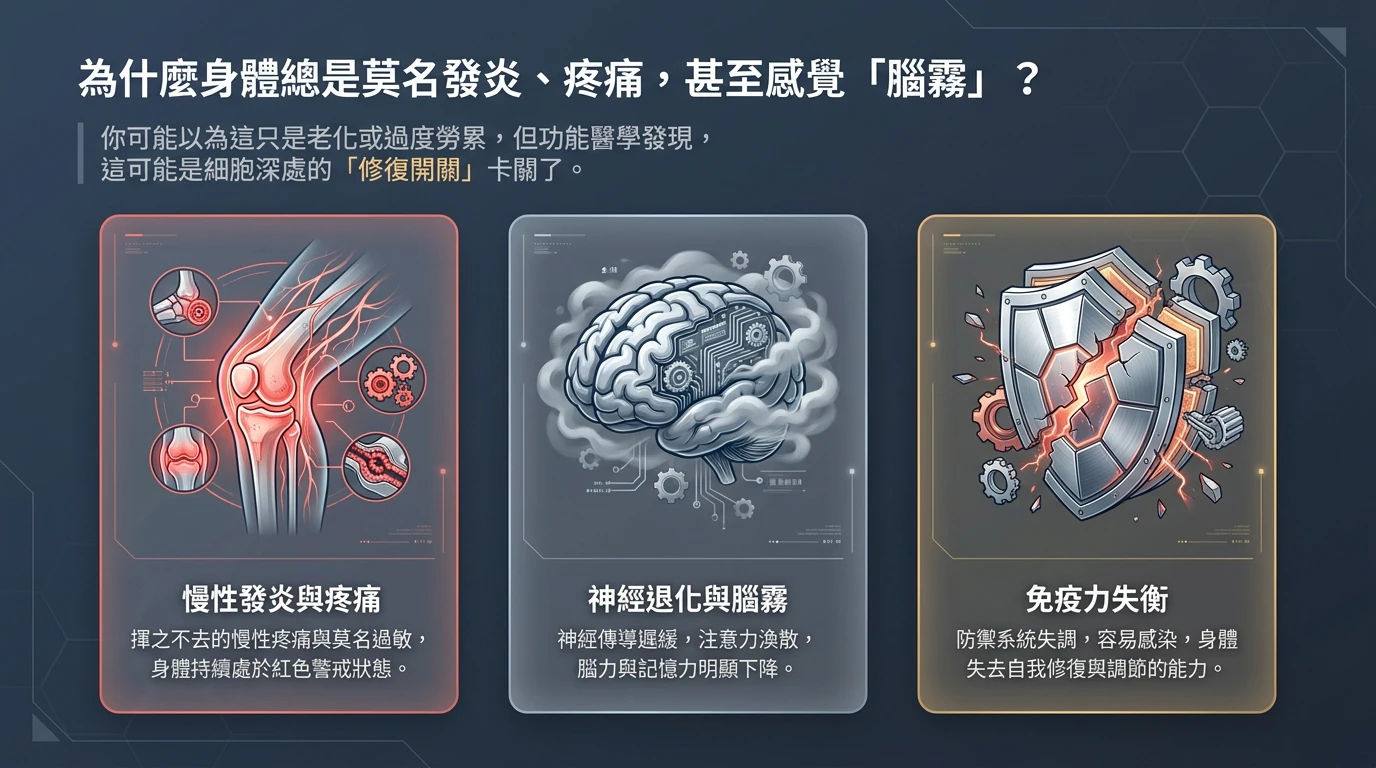 為什麼身體總是莫名發炎、疼痛，甚至感覺「腦霧」？
你可能以為這只是老化或過度勞累，但功能醫學發現，
這可能是細胞深處的「修復開關」卡關了。
慢性發炎與疼痛
揮之不去的慢性疼痛與莫名過敏，
身體持續處於紅色警戒狀態。
神經退化與腦霧
神經傳導遲緩，注意力渙散，
腦力與記憶力明顯下降。
免疫力失衡
防禦系統失調，容易感染，身體
失去自我修復與調節的能力。